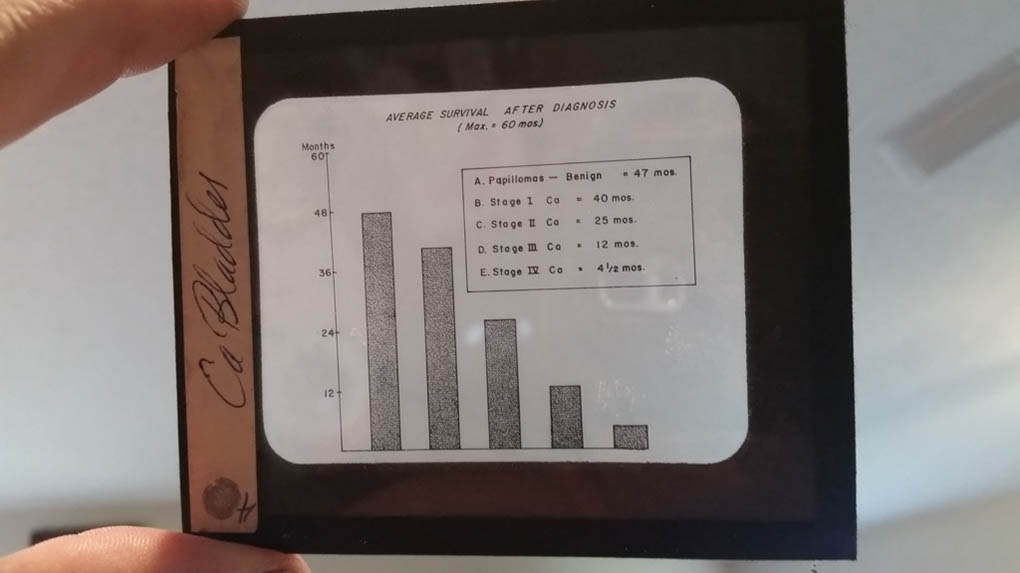 Ca Bladder
AVERAGE SURVIVAL AFTER DIAGNOSIS
(Max. = 60 mos.)
Months
60
48
36
24
12
A. Papillomas — Benign = 47 mos.
B. Stage I Ca = 40 mos.
C. Stage II Ca = 25 mos.
D. Stage III Ca = 12 mos.
E. Stage IV Ca = 4 1/2 mos.